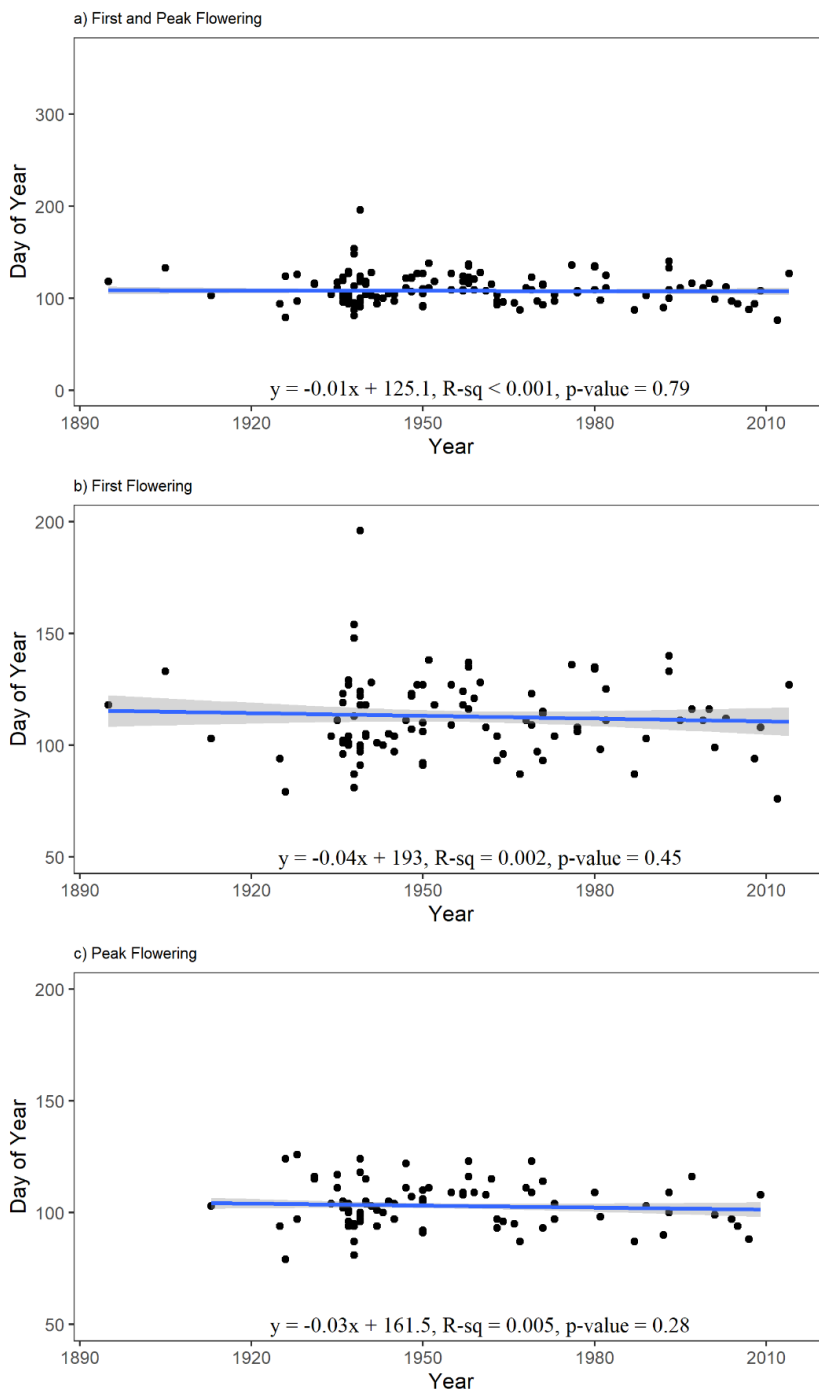 a) First and Peak Flowering
300
200
100
0
Day of Year
y = -0.01x + 125.1, R-sq < 0.001, p-value = 0.79
1890 1920 1950 1980 2010
Year
b) First Flowering
200
150
100
50
Day of Year
y = -0.04x + 193, R-sq = 0.002, p-value = 0.45
1890 1920 1950 1980 2010
Year
c) Peak Flowering
200
150
100
50
Day of Year
y = -0.03x + 161.5, R-sq = 0.005, p-value = 0.28
1890 1920 1950 1980 2010
Year